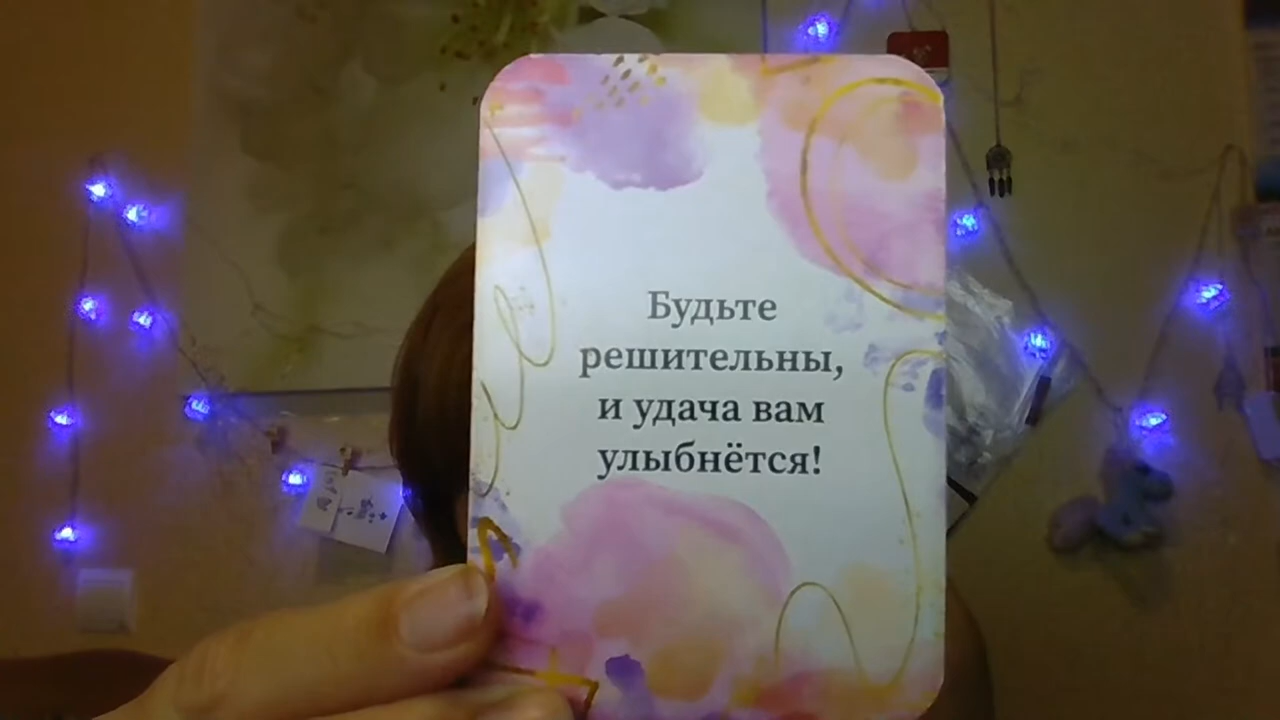 Будьте
решительны,
и удача вам
улыбнётся!